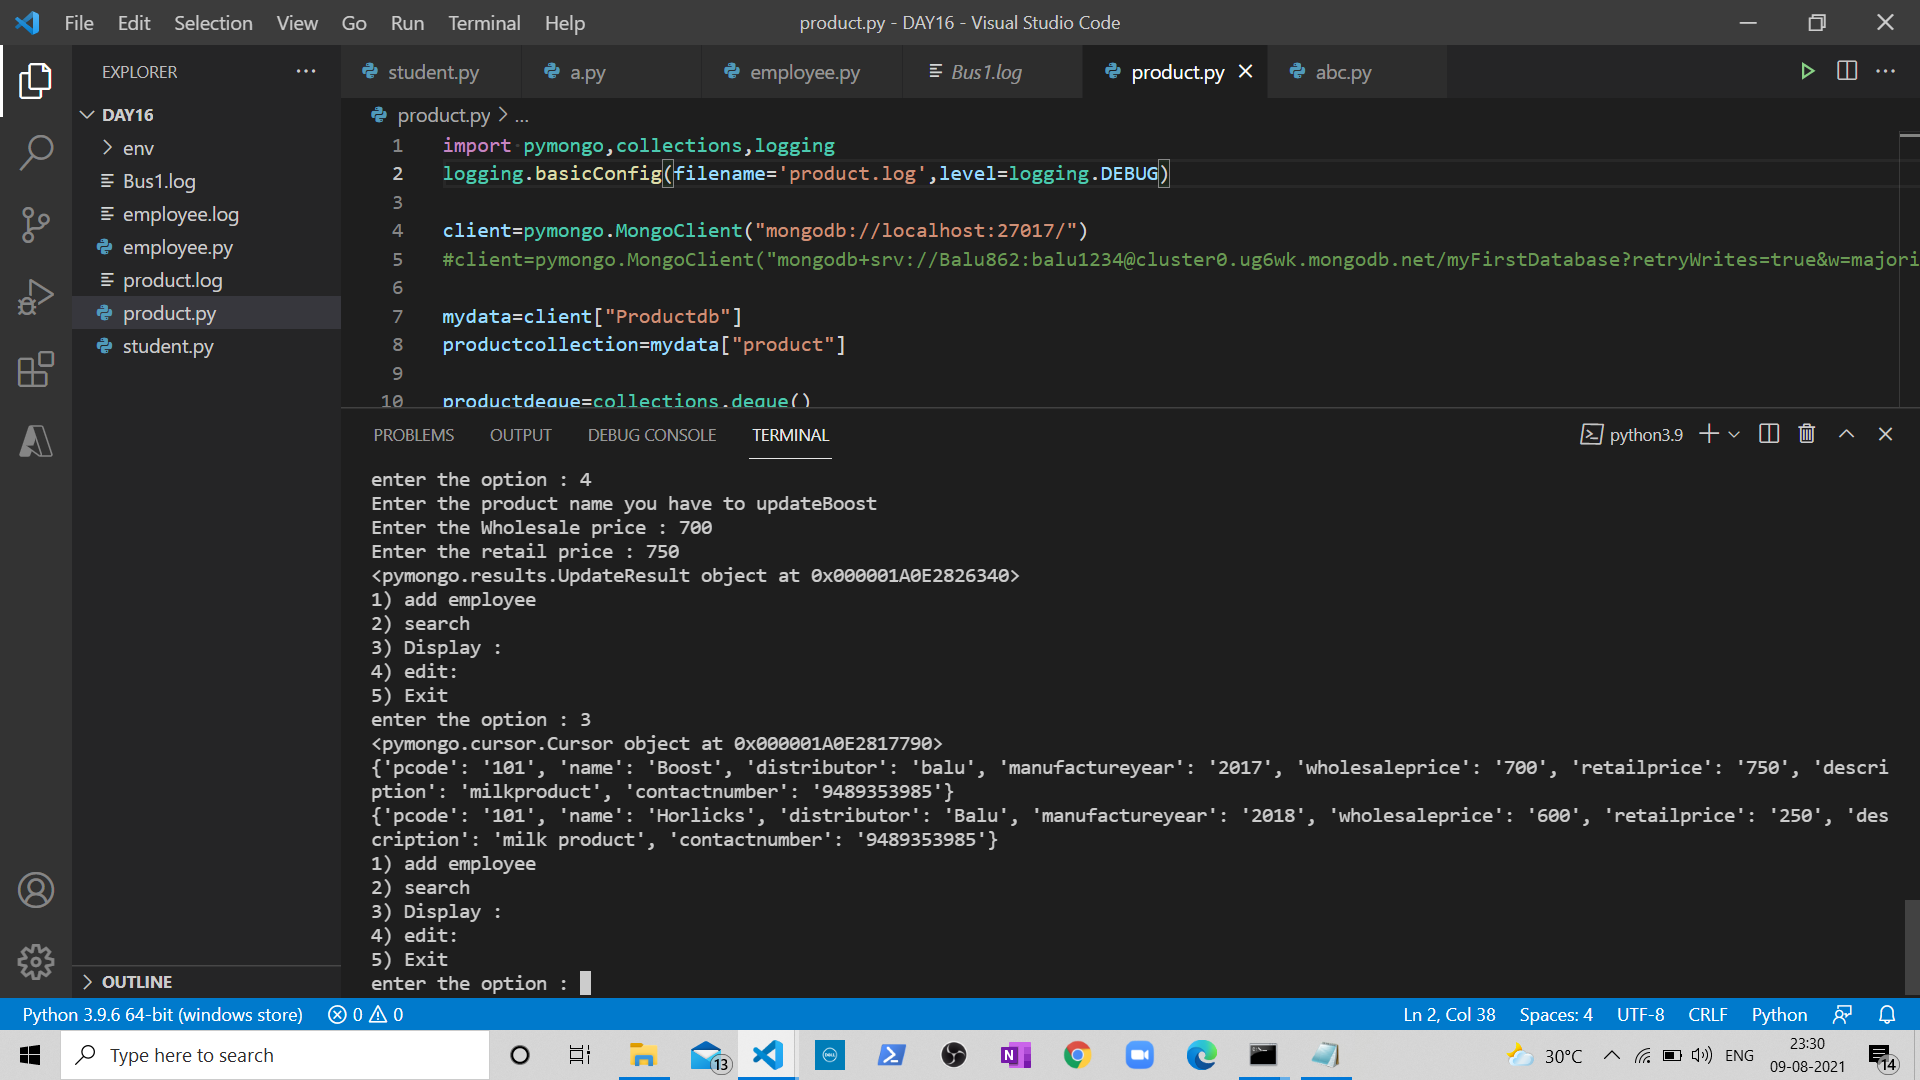 File Edit Selection View Go Run Terminal Help
product.py - DAY16 - Visual Studio Code
EXPLORER
student.py
a.py
employee.py
Bus1.log
product.py
abc.py
DAY16
env
Bus1.log
employee.log
employee.py
product.log
product.py
student.py
OUTLINE
product.py > ...
1 import pymongo,collections,logging
2 logging.basicConfig(filename='product.log',level=logging.DEBUG)
3
4 client=pymongo.MongoClient("mongodb://localhost:27017/")
5 #client=pymongo.MongoClient("mongodb+srv://Balu862:balu1234@cluster0.ug6wk.mongodb.net/myFirstDatabase?retryWrites=true&w=majori
6
7 mydata=client["Productdb"]
8 productcollection=mydata["product"]
9
10 productdeque=collections.deque()
PROBLEMS OUTPUT DEBUG CONSOLE TERMINAL
python3.9
enter the option : 4
Enter the product name you have to updateBoost
Enter the Wholesale price : 700
Enter the retail price : 750
<pymongo.results.UpdateResult object at 0x000001A0E2826340>
1) add employee
2) search
3) Display :
4) edit:
5) Exit
enter the option : 3
<pymongo.cursor.Cursor object at 0x000001A0E2817790>
{'pcode': '101', 'name': 'Boost', 'distributor': 'balu', 'manufactureyear': '2017', 'wholesaleprice': '700', 'retailprice': '750', 'descri
ption': 'milkproduct', 'contactnumber': '9489353985'}
{'pcode': '101', 'name': 'Horlicks', 'distributor': 'Balu', 'manufactureyear': '2018', 'wholesaleprice': '600', 'retailprice': '250', 'des
cription': 'milk product', 'contactnumber': '9489353985'}
1) add employee
2) search
3) Display :
4) edit:
5) Exit
enter the option :
Python 3.9.6 64-bit (windows store) 0 0
Ln 2, Col 38 Spaces: 4 UTF-8 CRLF Python
Type here to search
13
DELL
N
30°C
ENG
23:30
09-08-2021
14